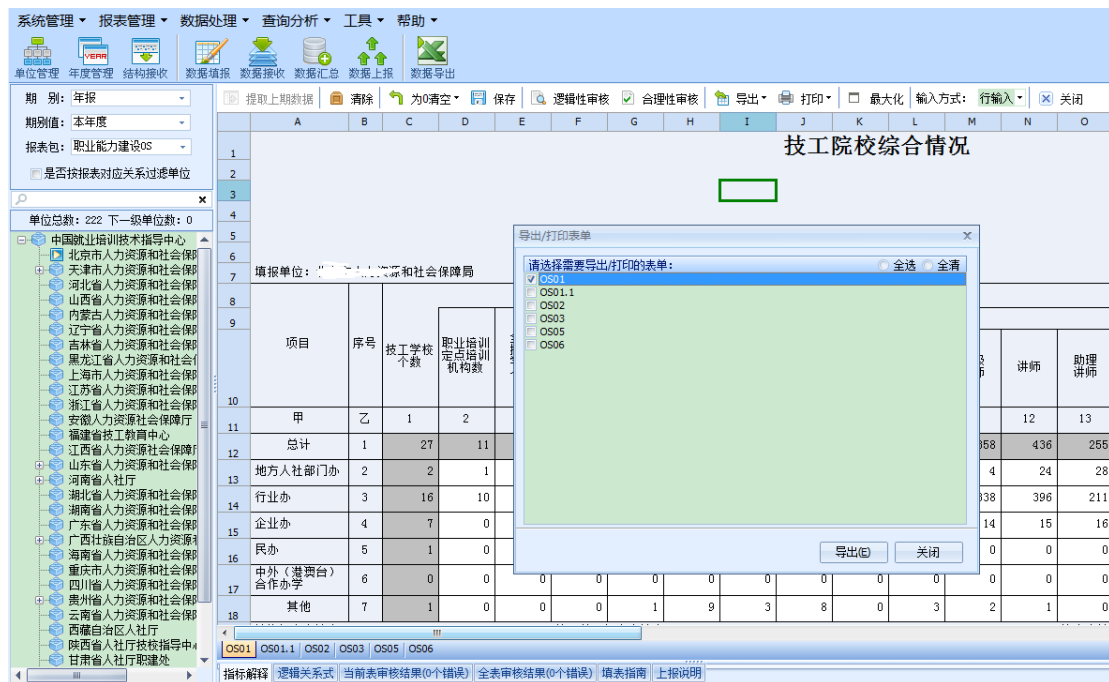 系统管理 报表管理 数据处理 查询分析 工具 帮助
单位管理 年度管理 结构接收 数据填报 数据接收 数据汇总 数据上报 数据导出
期 别: 年报
期别值: 本年度
报表包: 职业能力建设OS
是否按报表对应关系过滤单位
单位总数: 222 下一级单位数: 0
中国就业培训技术指导中心
北京市人力资源和社会保
天津市人力资源和社会保
河北省人力资源和社会保
山西省人力资源和社会保
内蒙古人力资源和社会保
辽宁省人力资源和社会保
吉林省人力资源和社会保
黑龙江省人力资源和社会
上海市人力资源和社会保
江苏省人力资源和社会保
浙江省人力资源和社会保
安徽人力资源社会保障厅
福建省技工教育中心
江西省人力资源社会保障
山东省人力资源和社会保
河南省人社厅
湖北省人力资源和社会保
湖南省人力资源和社会保
广东省人力资源和社会保
广西壮族自治区人力资源
海南省人力资源和社会保
重庆市人力资源和社会保
四川省人力资源和社会保
贵州省人力资源和社会保
云南省人力资源和社会保
西藏自治区人社厅
陕西省人社厅技校指导中
甘肃省人社厅职建处
提取上期数据 清除 为0清空 保存 逻辑性审核 合理性审核 导出 打印 最大化 输入方式: 行输入 关闭
A B C D E F G H I J K L M N O
1 技工院校综合情况
2
3
4
5
6
7 填报单位: 源和社会保障局
8
9
10
项目 序号 技工学校个数 职业培训定点培训机构数 讲师 助理讲师
11 甲 乙 1 2 12 13
12 总计 1 27 11 358 436 255
13 地方人社部门办 2 2 1 4 24 28
14 行业办 3 16 10 338 396 211
15 企业办 4 7 0 14 15 16
16 民办 5 1 0 0 0 0
17 中外(港澳台)合作办学 6 0 0 0 0 0 0 0 0 0 0 0 0 0
18 其他 7 1 0 0 0 1 9 3 8 0 3 2 1 0
导出/打印表单
请选择需要导出/打印的表单: 全选 全清
OS01
OS01.1
OS02
OS03
OS05
OS06
导出(E) 关闭
OS01 OS01.1 OS02 OS03 OS05 OS06
指标解释 逻辑关系式 当前表审核结果(0个错误) 全表审核结果(0个错误) 填表指南 上报说明